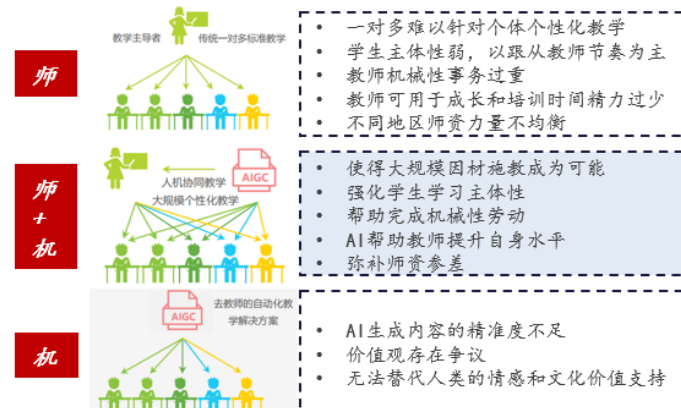 教学主导者 传统一对多标准教学
师
• 一对多难以针对个体个性化教学
• 学生主体性弱，以跟从教师节奏为主
• 教师机械性事务过重
• 教师可用于成长和培训时间精力过少
• 不同地区师资力量不均衡
师
+
机
人机协同教学
大规模个性化教学
AIGC
• 使得大规模因材施教成为可能
• 强化学生学习主体性
• 帮助完成机械性劳动
• AI帮助教师提升自身水平
• 弥补师资参差
机
AIGC
去教师的自动化教
学解决方案
• AI生成内容的精准度不足
• 价值观存在争议
• 无法替代人类的情感和文化价值支持